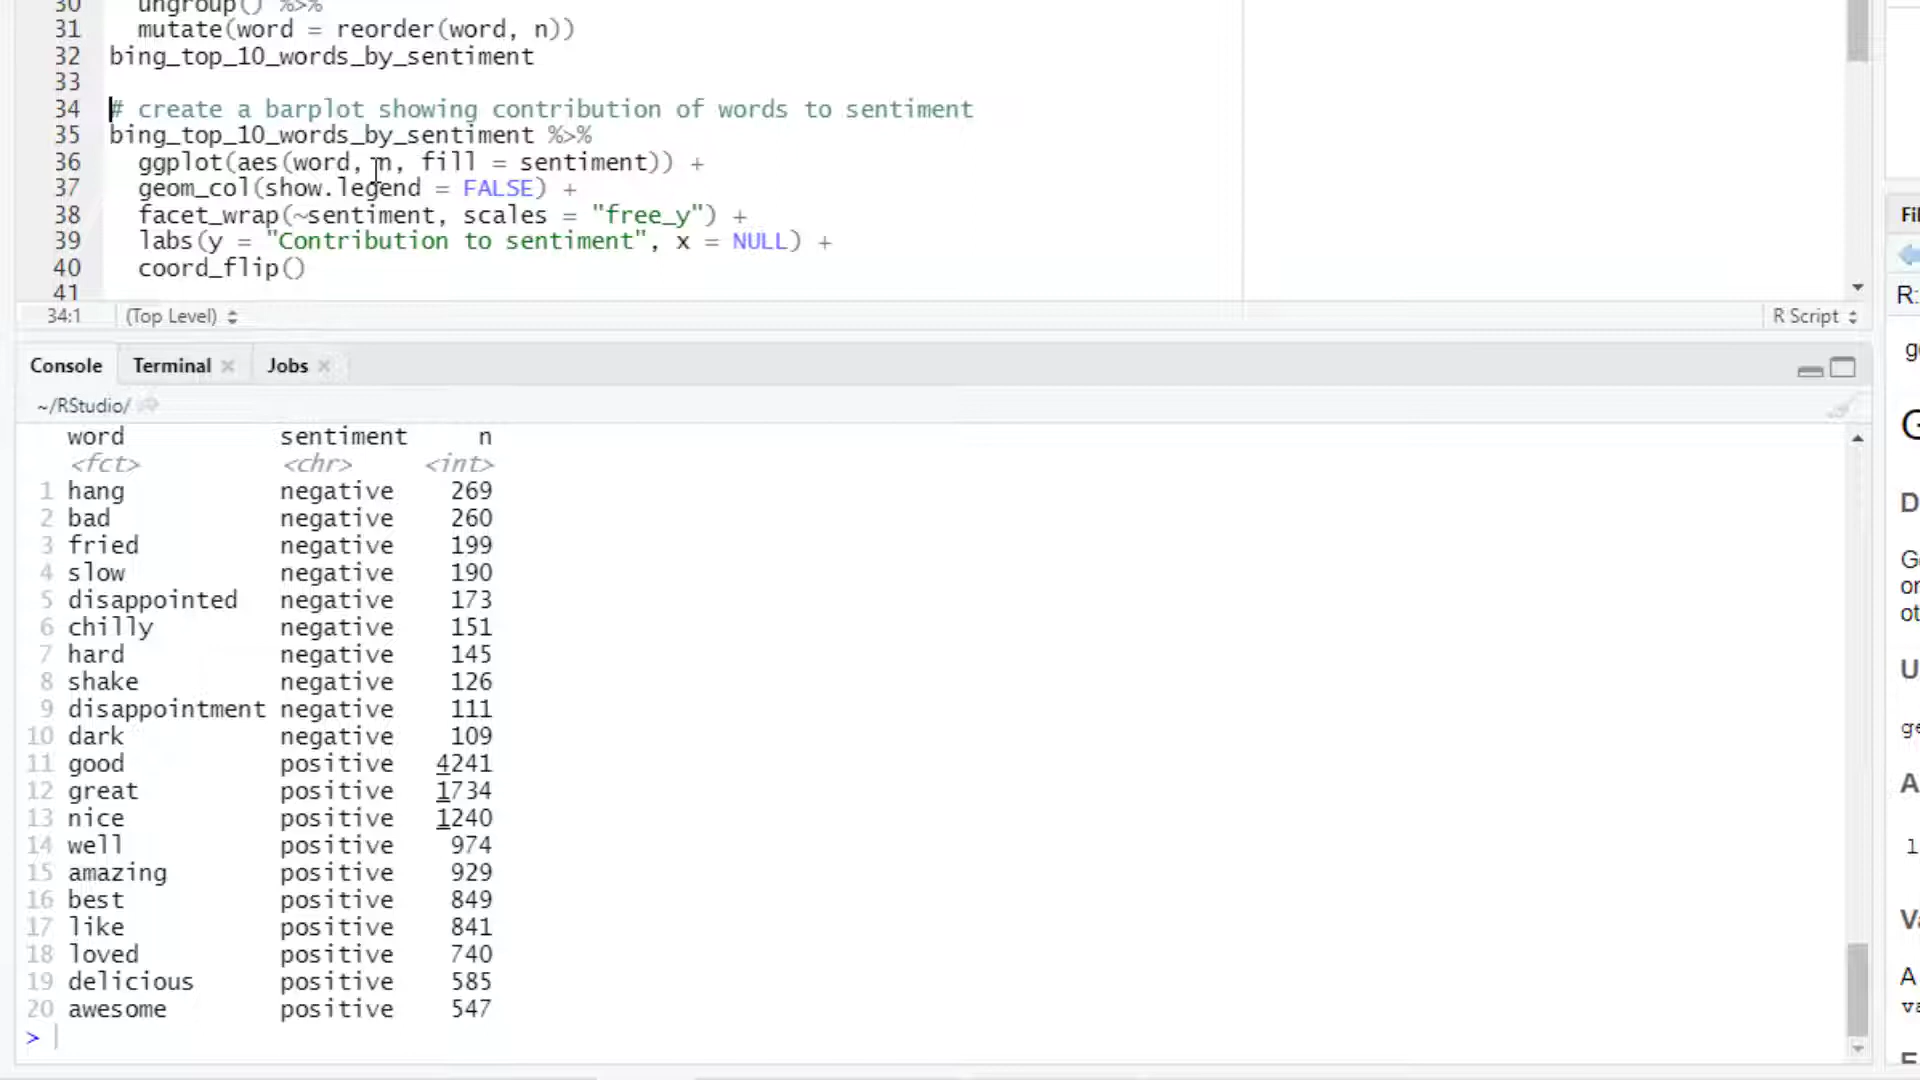 30 ungroup() %>%
31 mutate(word = reorder(word, n))
32 bing_top_10_words_by_sentiment
33
34 # create a barplot showing contribution of words to sentiment
35 bing_top_10_words_by_sentiment %>%
36 ggplot(aes(word, n, fill = sentiment)) +
37 geom_col(show.legend = FALSE) +
38 facet_wrap(~sentiment, scales = "free_y") +
39 labs(y = "Contribution to sentiment", x = NULL) +
40 coord_flip()
41
34:1 (Top Level) R Script
Console Terminal Jobs
~/RStudio/
word sentiment n
<fct> <chr> <int>
1 hang negative 269
2 bad negative 260
3 fried negative 199
4 slow negative 190
5 disappointed negative 173
6 chilly negative 151
7 hard negative 145
8 shake negative 126
9 disappointment negative 111
10 dark negative 109
11 good positive 4241
12 great positive 1734
13 nice positive 1240
14 well positive 974
15 amazing positive 929
16 best positive 849
17 like positive 841
18 loved positive 740
19 delicious positive 585
20 awesome positive 547
>
R: